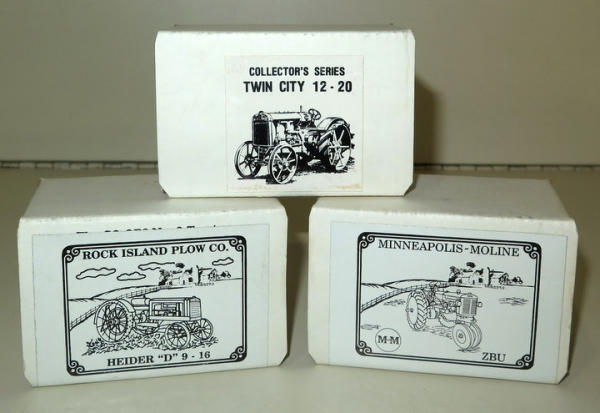 COLLECTOR'S SERIES
TWIN CITY 12-20
ROCK ISLAND PLOW CO.
HEIDER "D" 9-16
MINNEAPOLIS-MOLINE
M-M
ZBU